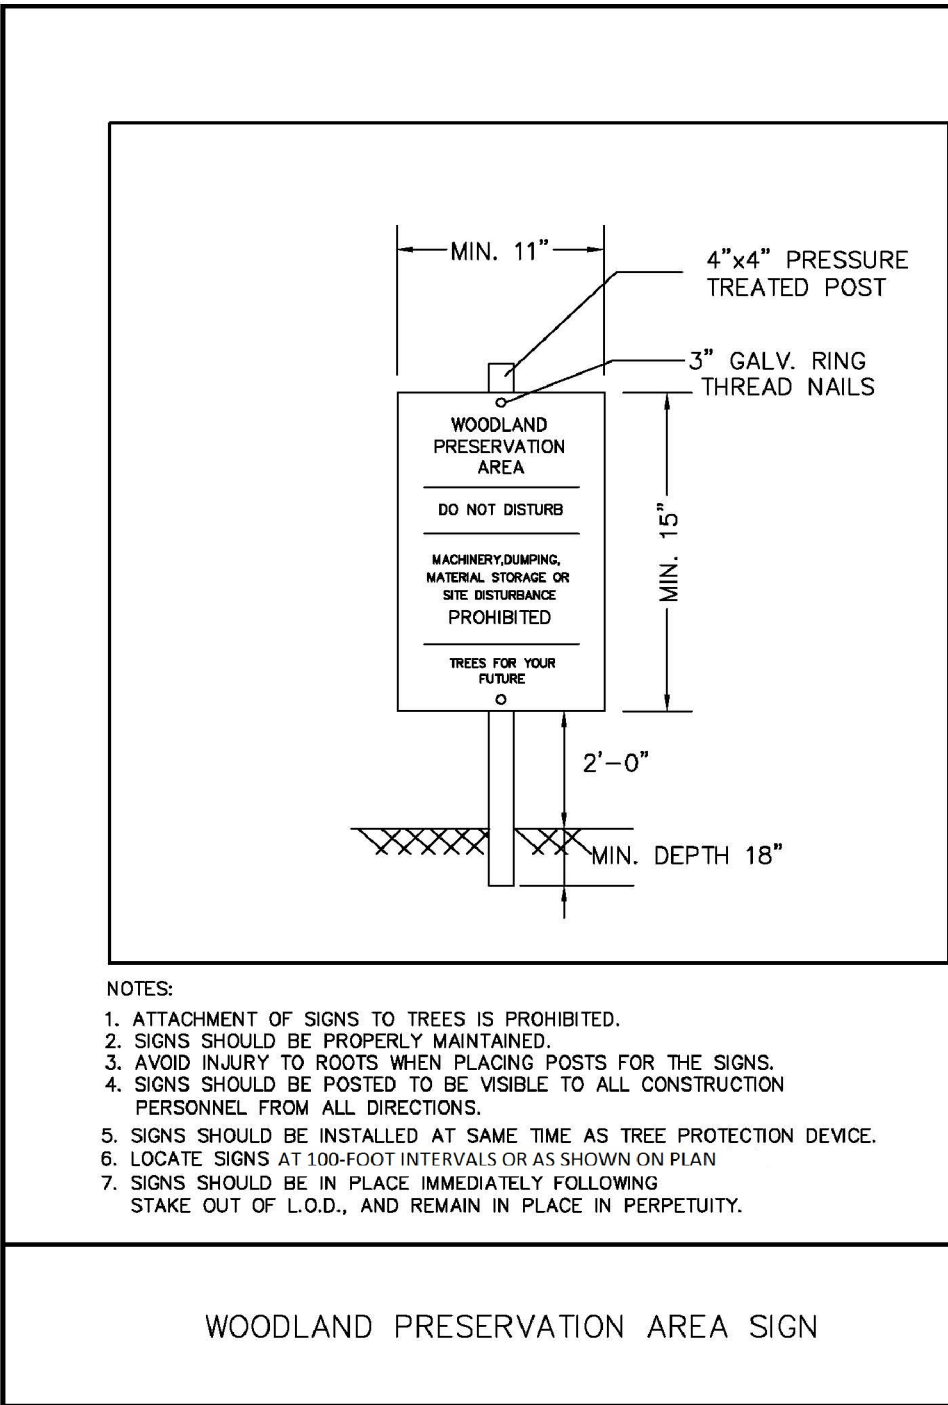 MIN. 11"
4"x4" PRESSURE
TREATED POST
3" GALV. RING
THREAD NAILS
WOODLAND
PRESERVATION
AREA
DO NOT DISTURB
MACHINERY,DUMPING,
MATERIAL STORAGE OR
SITE DISTURBANCE
PROHIBITED
TREES FOR YOUR
FUTURE
MIN. 15"
2'-0"
MIN. DEPTH 18"
NOTES:
1. ATTACHMENT OF SIGNS TO TREES IS PROHIBITED.
2. SIGNS SHOULD BE PROPERLY MAINTAINED.
3. AVOID INJURY TO ROOTS WHEN PLACING POSTS FOR THE SIGNS.
4. SIGNS SHOULD BE POSTED TO BE VISIBLE TO ALL CONSTRUCTION
PERSONNEL FROM ALL DIRECTIONS.
5. SIGNS SHOULD BE INSTALLED AT SAME TIME AS TREE PROTECTION DEVICE.
6. LOCATE SIGNS AT 100-FOOT INTERVALS OR AS SHOWN ON PLAN
7. SIGNS SHOULD BE IN PLACE IMMEDIATELY FOLLOWING
STAKE OUT OF L.O.D., AND REMAIN IN PLACE IN PERPETUITY.
WOODLAND PRESERVATION AREA SIGN